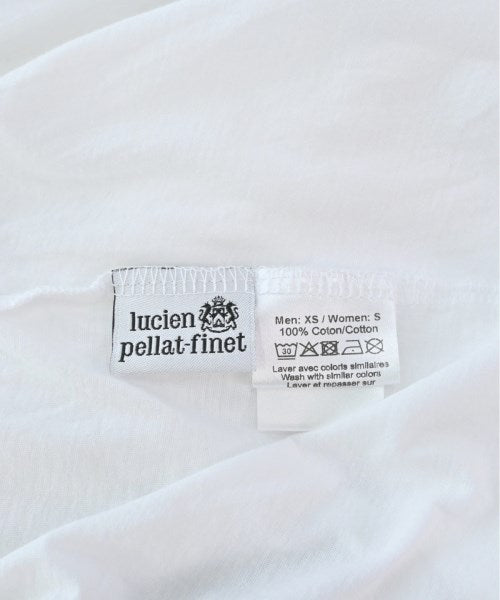 lucien
pellat-finet
Men: XS / Women: S
100% Coton/Cotton
30
Laver avec coloris similaires
Wash with similar colors
Laver et repasser sur